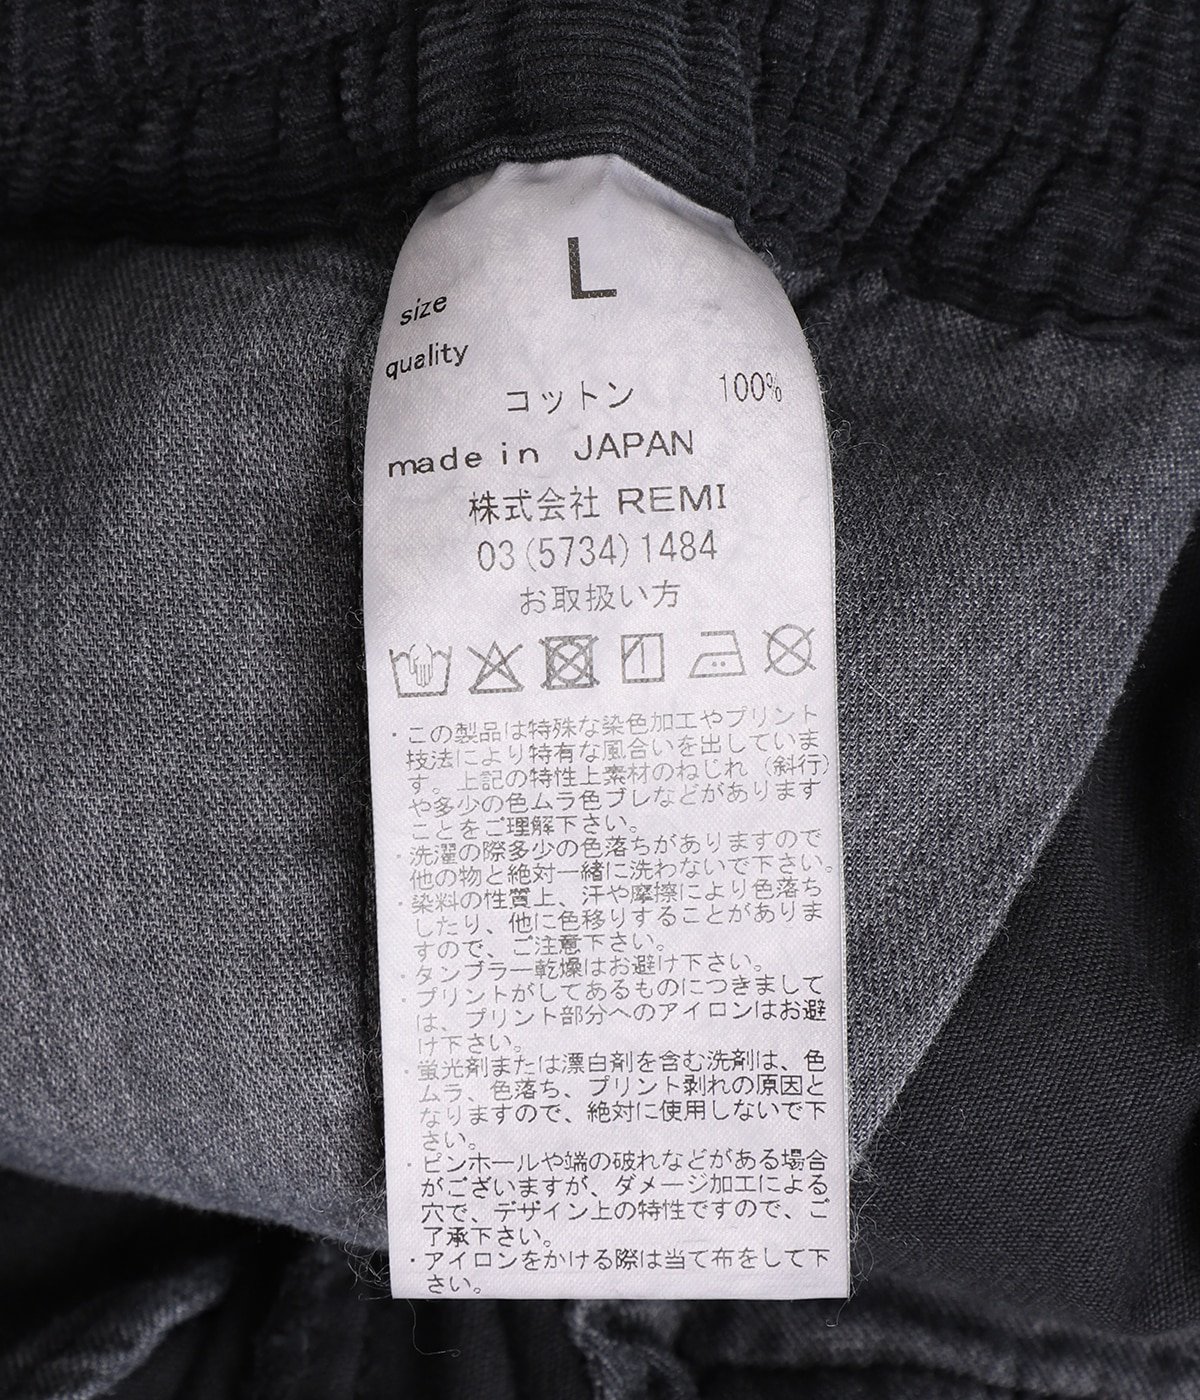 L
size
quality
コットン 100%
made in JAPAN
株式会社 REMI
03(5734)1484
お取扱い方
・この製品は特殊な染色加工やプリント
技法により特有な風合いを出していま
す。上記の特性上素材のねじれ(斜行)
や多少の色ムラ色ブレなどがあります
ことをご理解下さい。
・洗濯の際多少の色落ちがありますので
他の物と絶対一緒に洗わないで下さい。
・染料の性質上、汗や摩擦により色落ち
したり、他に色移りすることがありま
すので、ご注意下さい。
・タンブラー乾燥はお避け下さい。
・プリントがしてあるものにつきまして
は、プリント部分へのアイロンはお避
け下さい。
・蛍光剤または漂白剤を含む洗剤は、色
ムラ、色落ち、プリント剥れの原因と
なりますので、絶対に使用しないで下
さい。
・ピンホールや端の破れなどがある場合
がございますが、ダメージ加工による
穴で、デザイン上の特性ですので、ご
了承下さい。
・アイロンをかける際は当て布をして下
さい。